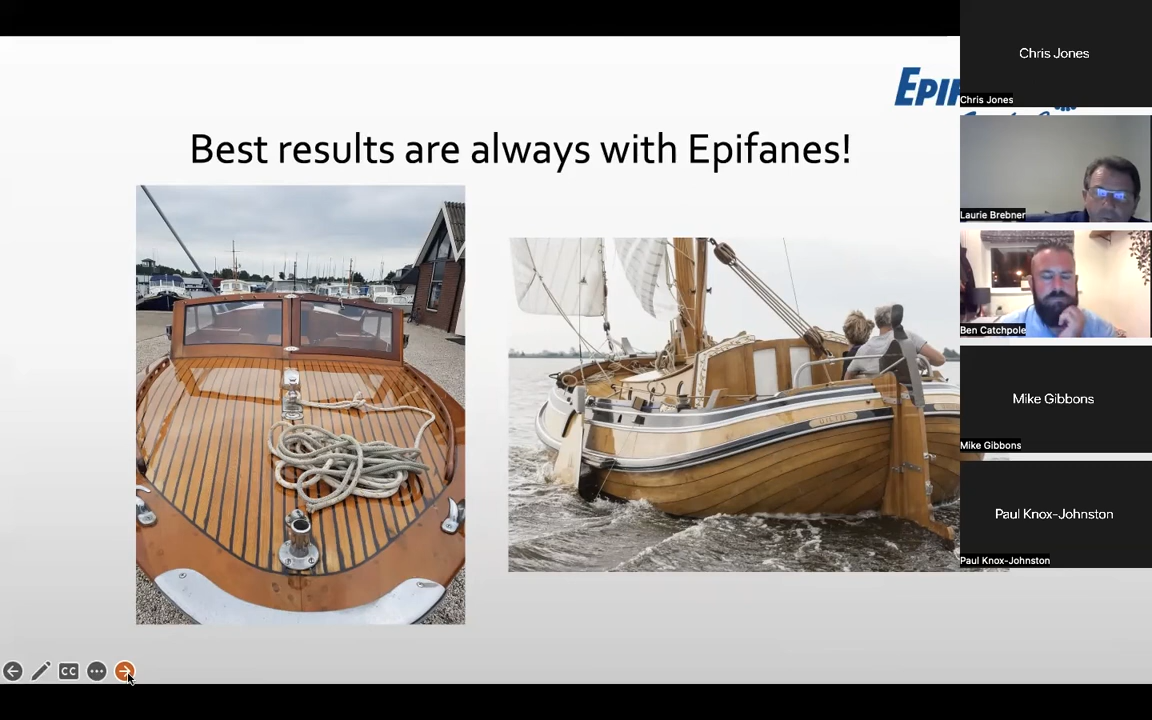 Best results are always with Epifanes!
Chris Jones
Chris Jones
Laurie Brebner
Ben Catchpole
Mike Gibbons
Mike Gibbons
Paul Knox-Johnston
Paul Knox-Johnston
CC